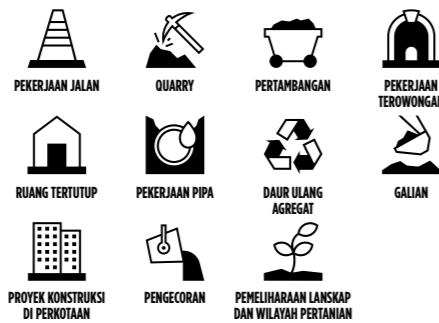 PEKERJAAN JALAN
QUARRY
PERTAMBANGAN
PEKERJAAN
TEROWONGAN
RUANG TERTUTUP
PEKERJAAN PIPA
DAUR ULANG
AGREGAT
GALIAN
PROYEK KONSTRUKSI
DI PERKOTAAN
PENGECORAN
PEMELIHARAAN LANSKAP
DAN WILAYAH PERTANIAN